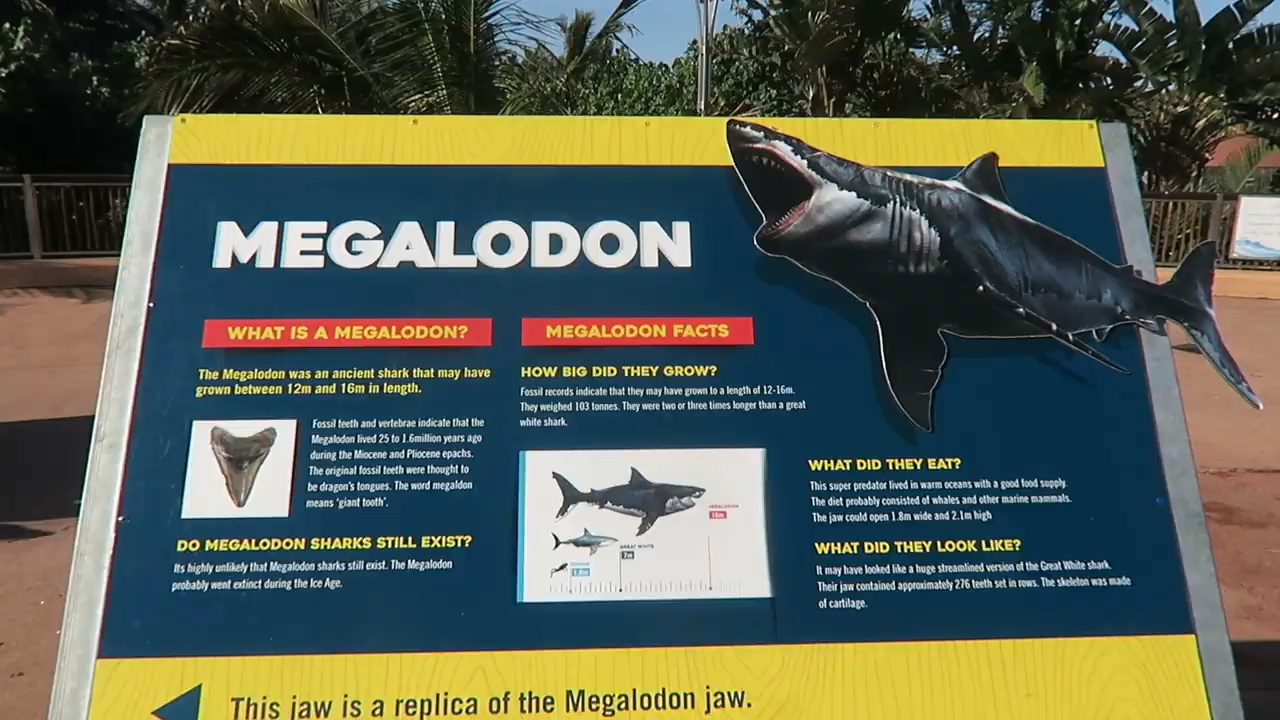 MEGALODON
WHAT IS A MEGALODON?
The Megalodon was an ancient shark that may have
grown between 12m and 16m in length.
Fossil teeth and vertebrae indicate that the
Megalodon lived 25 to 1.6million years ago
during the Miocene and Pliocene epachs.
The original fossil teeth were thought to
be dragon's tongues. The word megaldon
means 'giant tooth'.
DO MEGALODON SHARKS STILL EXIST?
Its highly unlikely that Megalodon sharks still exist. The Megalodon
probably went extinct during the Ice Age.
MEGALODON FACTS
HOW BIG DID THEY GROW?
Fossil records indicate that they may have grown to a length of 12-16m.
They weighed 103 tonnes. They were two or three times longer than a great
white shark.
MEGALODON
16m
GREAT WHITE
7m
1.8m
WHAT DID THEY EAT?
This super predator lived in warm oceans with a good food supply.
The diet probably consisted of whales and other marine mammals.
The jaw could open 1.8m wide and 2.1m high
WHAT DID THEY LOOK LIKE?
It may have looked like a huge streamlined version of the Great White shark.
Their jaw contained approximately 276 teeth set in rows. The skeleton was made
of cartilage.
This jaw is a replica of the Megalodon jaw.